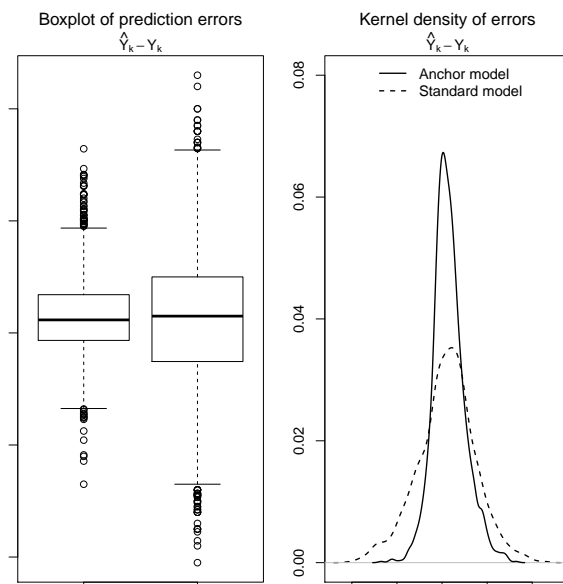 Boxplot of prediction errors
Ŷk − Yk
Kernel density of errors
Ŷk − Yk
Anchor model
Standard model
0.08
0.06
0.04
0.02
0.00